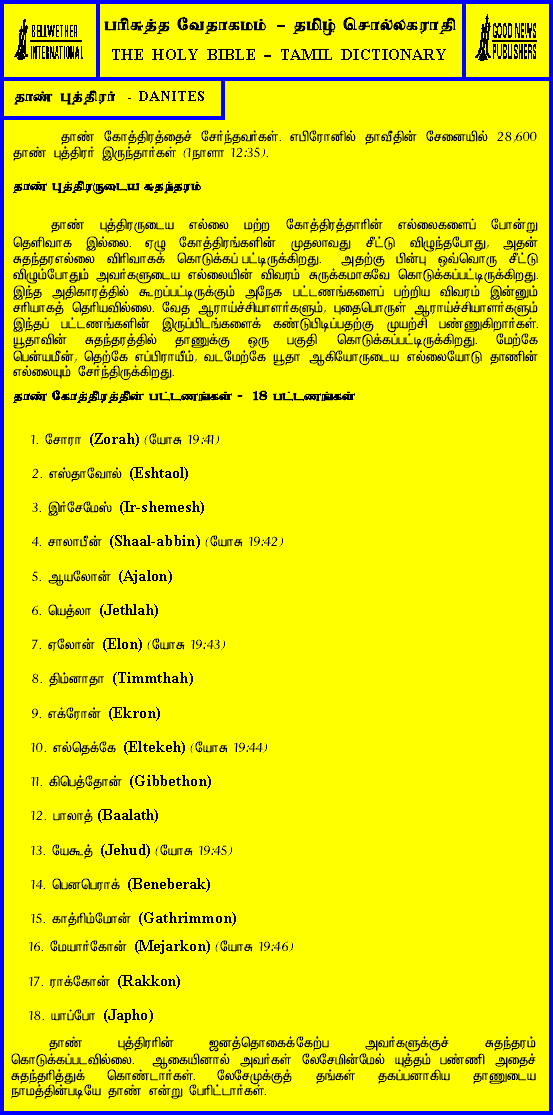 BELLWETHER
INTERNATIONAL
பரிசுத்த வேதாகமம் – தமிழ் சொல்லகராதி
THE HOLY BIBLE – TAMIL DICTIONARY
GOOD NEWS
PUBLISHERS
தாண் புத்திரர் - DANITES
தாண் கோத்திரத்தைச் சேர்ந்தவர்கள். எபிரோனில் தாவீதின் சேனையில் 28,600
தாண் புத்திரர் இருந்தார்கள் (1நாளா 12:35).
தாண் புத்திரருடைய சுதந்தரம்
தாண் புத்திரருடைய எல்லை மற்ற கோத்திரத்தாரின் எல்லைகளைப் போன்று
தெளிவாக இல்லை. ஏழு கோத்திரங்களின் முதலாவது சீட்டு விழுந்தபோது, அதன்
சுதந்தரஎல்லை விரிவாகக் கொடுக்கப் பட்டிருக்கிறது. அதற்கு பின்பு ஒவ்வொரு சீட்டு
விழும்போதும் அவர்களுடைய எல்லையின் விவரம் சுருக்கமாகவே கொடுக்கப்பட்டிருக்கிறது.
இந்த அதிகாரத்தில் கூறப்பட்டிருக்கும் அநேக பட்டணங்களைப் பற்றிய விவரம் இன்னும்
சரியாகத் தெரியவில்லை. வேத ஆராய்ச்சியாளர்களும், புதைபொருள் ஆராய்ச்சியாளர்களும்
இந்தப் பட்டணங்களின் இருப்பிடங்களைக் கண்டுபிடிப்பதற்கு முயற்சி பண்ணுகிறார்கள்.
யூதாவின் சுதந்தரத்தில் தாணுக்கு ஒரு பகுதி கொடுக்கப்பட்டிருக்கிறது. மேற்கே
பென்யமீன், தெற்கே எப்பிராயீம், வடமேற்கே யூதா ஆகியோருடைய எல்லையோடு தாணின்
எல்லையும் சேர்ந்திருக்கிறது.
தாண் கோத்திரத்தின் பட்டணங்கள் - 18 பட்டணங்கள்
1. சோரா (Zorah) (யோசு 19:41)
2. எஸ்தாவோல் (Eshtaol)
3. இர்சேமேஸ் (Ir-shemesh)
4. சாலாபீன் (Shaal-abbin) (யோசு 19:42)
5. ஆயலோன் (Ajalon)
6. யெத்லா (Jethlah)
7. ஏலோன் (Elon) (யோசு 19:43)
8. திம்னாதா (Timmthah)
9. எக்ரோன் (Ekron)
10. எல்தெக்கே (Eltekeh) (யோசு 19:44)
11. கிபெத்தோன் (Gibbethon)
12. பாலாத் (Baalath)
13. யேகூத் (Jehud) (யோசு 19:45)
14. பெனபெராக் (Beneberak)
15. காத்ரிம்மோன் (Gathrimmon)
16. மேயார்கோன் (Mejarkon) (யோசு 19:46)
17. ராக்கோன் (Rakkon)
18. யாப்போ (Japho)
தாண் புத்திரரின் ஜனத்தொகைக்கேற்ப அவர்களுக்குச் சுதந்தரம்
கொடுக்கப்படவில்லை. ஆகையினால் அவர்கள் லேசேமின்மேல் யுத்தம் பண்ணி அதைச்
சுதந்தரித்துக் கொண்டார்கள். லேசேமுக்குத் தங்கள் தகப்பனாகிய தாணுடைய
நாமத்தின்படியே தாண் என்று பேரிட்டார்கள்.